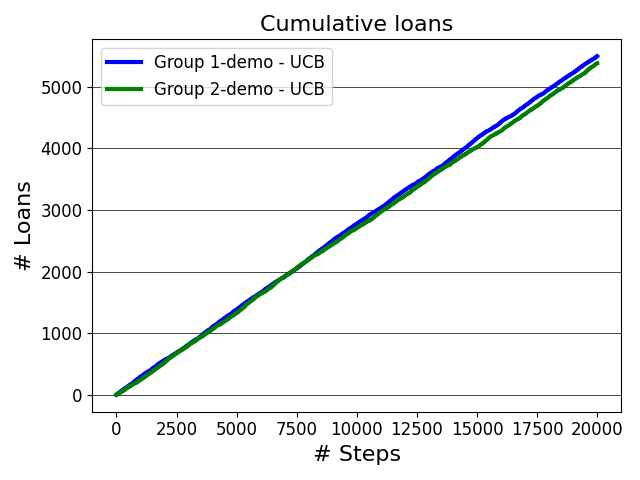 Cumulative loans
Group 1-demo - UCB
Group 2-demo - UCB
# Loans
5000
4000
3000
2000
1000
0
0 2500 5000 7500 10000 12500 15000 17500 20000
# Steps